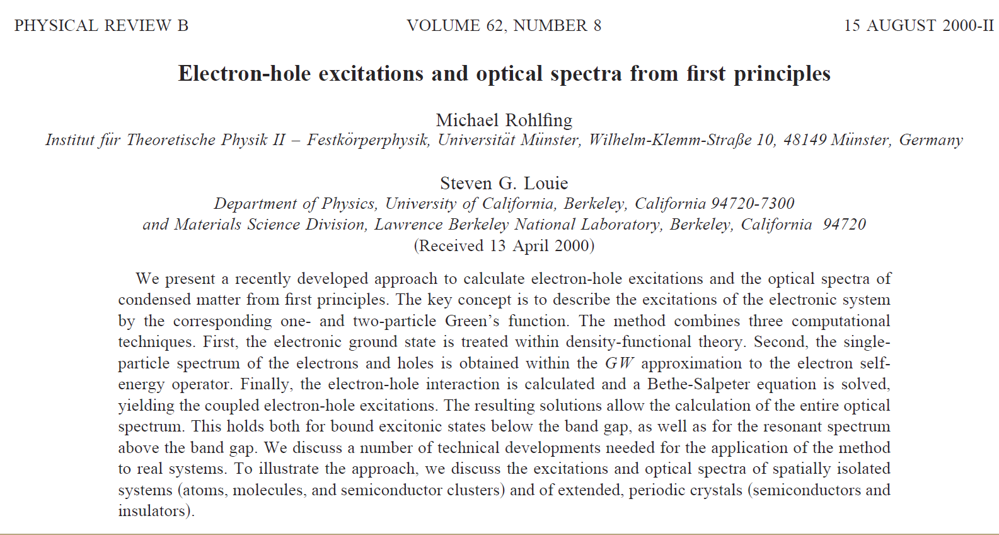 PHYSICAL REVIEW B VOLUME 62, NUMBER 8 15 AUGUST 2000-II
Electron-hole excitations and optical spectra from first principles
Michael Rohlfing
Institut für Theoretische Physik II – Festkörperphysik, Universität Münster, Wilhelm-Klemm-Straße 10, 48149 Münster, Germany
Steven G. Louie
Department of Physics, University of California, Berkeley, California 94720-7300
and Materials Science Division, Lawrence Berkeley National Laboratory, Berkeley, California 94720
(Received 13 April 2000)
We present a recently developed approach to calculate electron-hole excitations and the optical spectra of
condensed matter from first principles. The key concept is to describe the excitations of the electronic system
by the corresponding one- and two-particle Green's function. The method combines three computational
techniques. First, the electronic ground state is treated within density-functional theory. Second, the single-
particle spectrum of the electrons and holes is obtained within the GW approximation to the electron self-
energy operator. Finally, the electron-hole interaction is calculated and a Bethe-Salpeter equation is solved,
yielding the coupled electron-hole excitations. The resulting solutions allow the calculation of the entire optical
spectrum. This holds both for bound excitonic states below the band gap, as well as for the resonant spectrum
above the band gap. We discuss a number of technical developments needed for the application of the method
to real systems. To illustrate the approach, we discuss the excitations and optical spectra of spatially isolated
systems (atoms, molecules, and semiconductor clusters) and of extended, periodic crystals (semiconductors and
insulators).